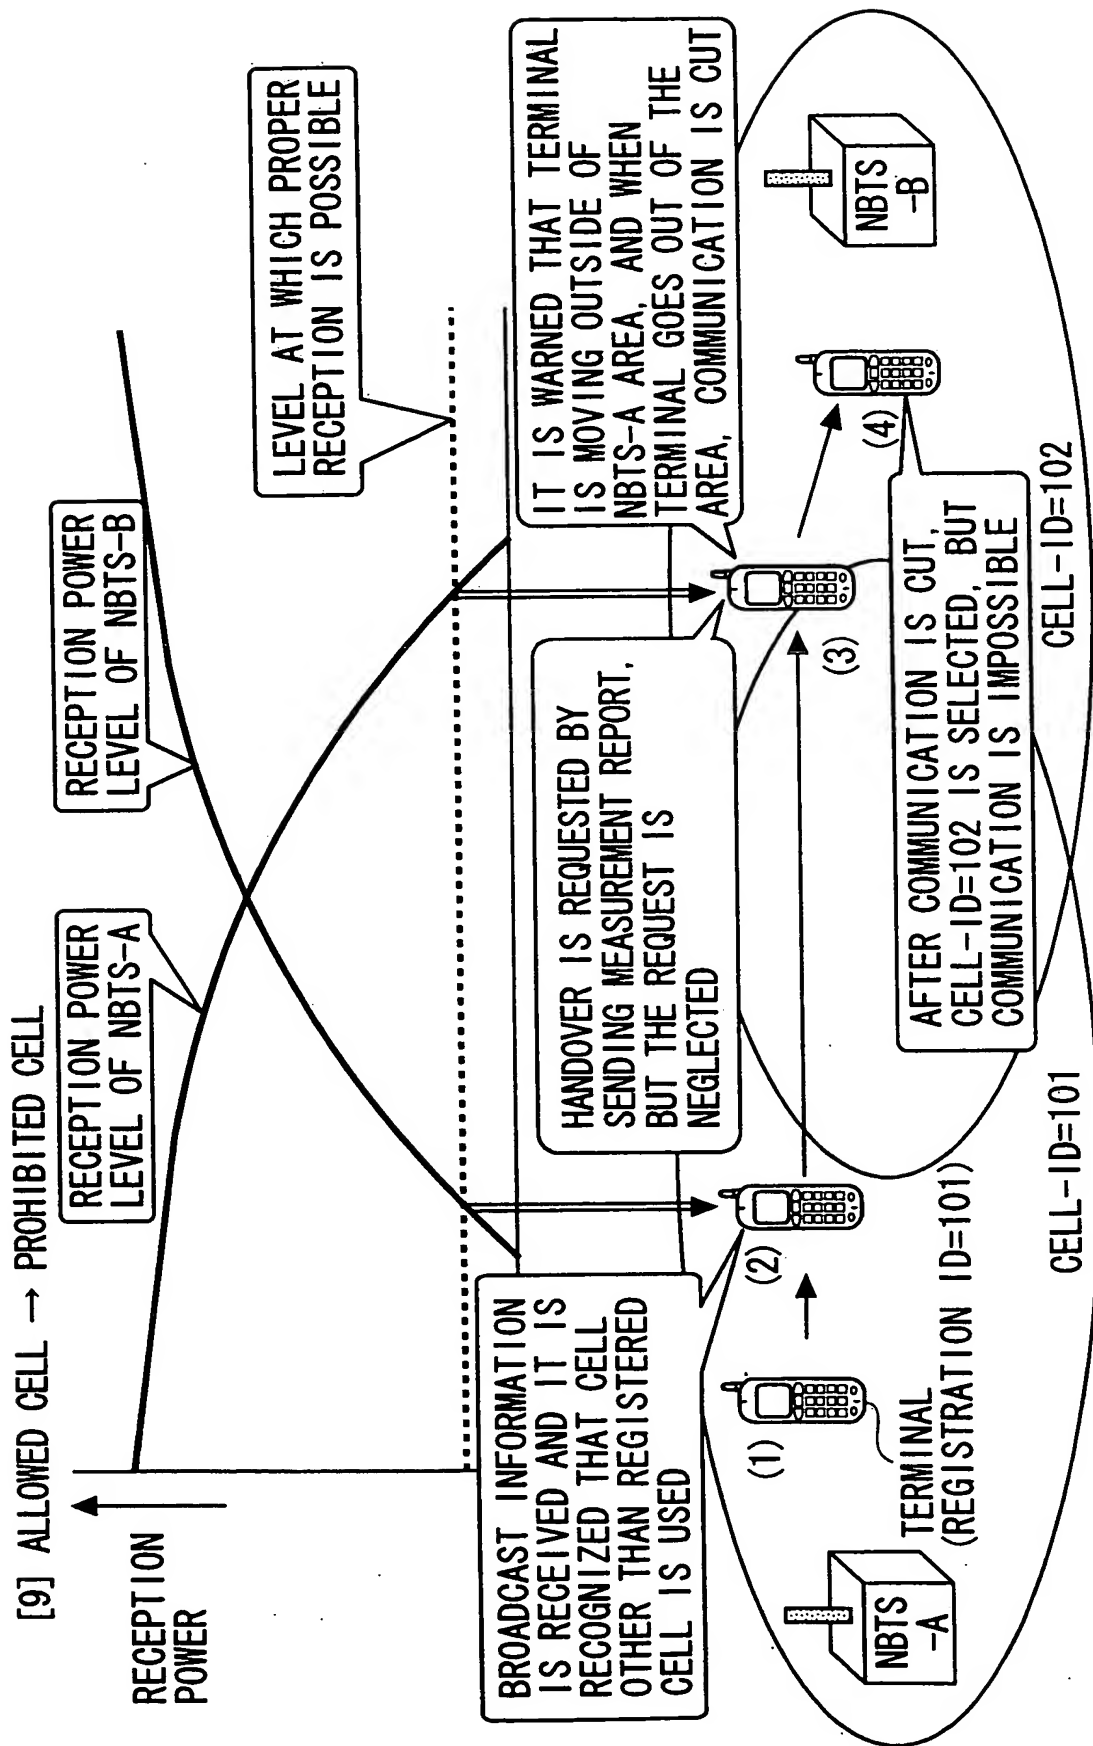 [9] ALLOWED CELL → PROHIBITED CELL
RECEPTION
POWER
RECEPTION POWER
LEVEL OF NBTS-A
RECEPTION POWER
LEVEL OF NBTS-B
LEVEL AT WHICH PROPER
RECEPTION IS POSSIBLE
BROADCAST INFORMATION
IS RECEIVED AND IT IS
RECOGNIZED THAT CELL
OTHER THAN REGISTERED
CELL IS USED
HANDOVER IS REQUESTED BY
SENDING MEASUREMENT REPORT,
BUT THE REQUEST IS
NEGLECTED
IT IS WARNED THAT TERMINAL
IS MOVING OUTSIDE OF
NBTS-A AREA, AND WHEN
TERMINAL GOES OUT OF THE
AREA, COMMUNICATION IS CUT
(1)
(2)
(3)
(4)
NBTS
-A
NBTS
-B
TERMINAL
(REGISTRATION ID=101)
AFTER COMMUNICATION IS CUT,
CELL-ID=102 IS SELECTED, BUT
COMMUNICATION IS IMPOSSIBLE
CELL-ID=101
CELL-ID=102